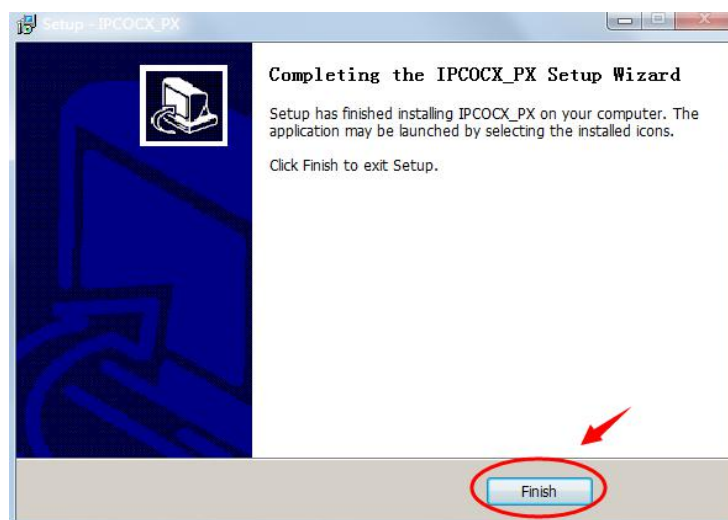 Setup - IPCOCX_PX
Completing the IPCOCX_PX Setup Wizard
Setup has finished installing IPCOCX_PX on your computer. The
application may be launched by selecting the installed icons.
Click Finish to exit Setup.
Finish